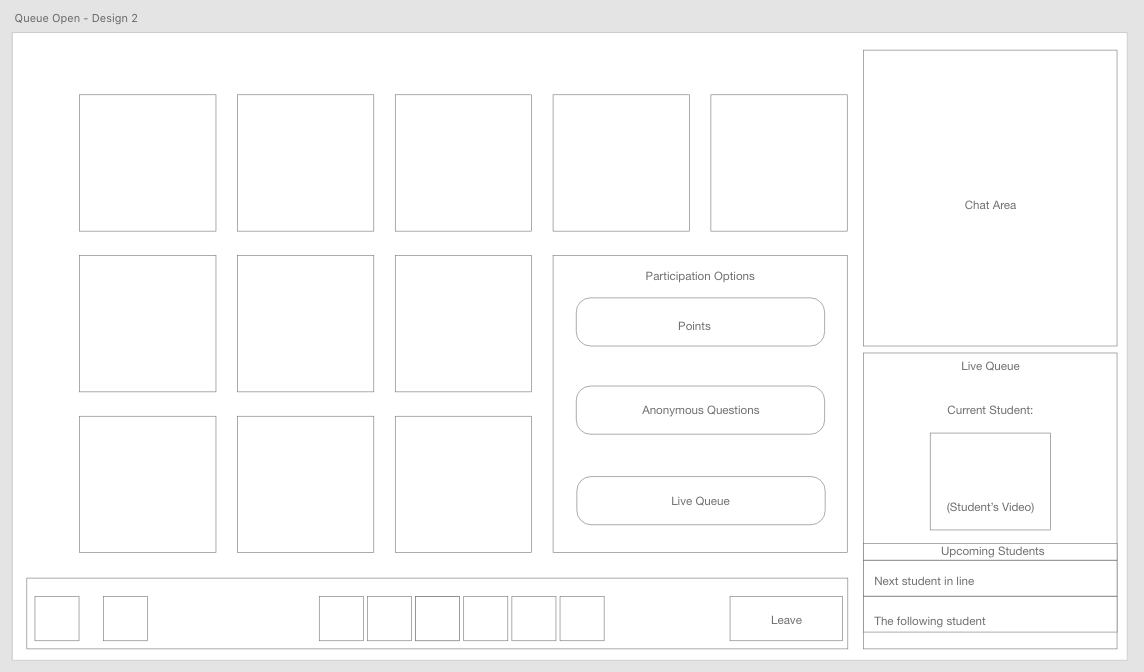 Queue Open - Design 2
Chat Area
Participation Options
Points
Anonymous Questions
Live Queue
Live Queue
Current Student:
(Student's Video)
Upcoming Students
Next student in line
The following student
Leave